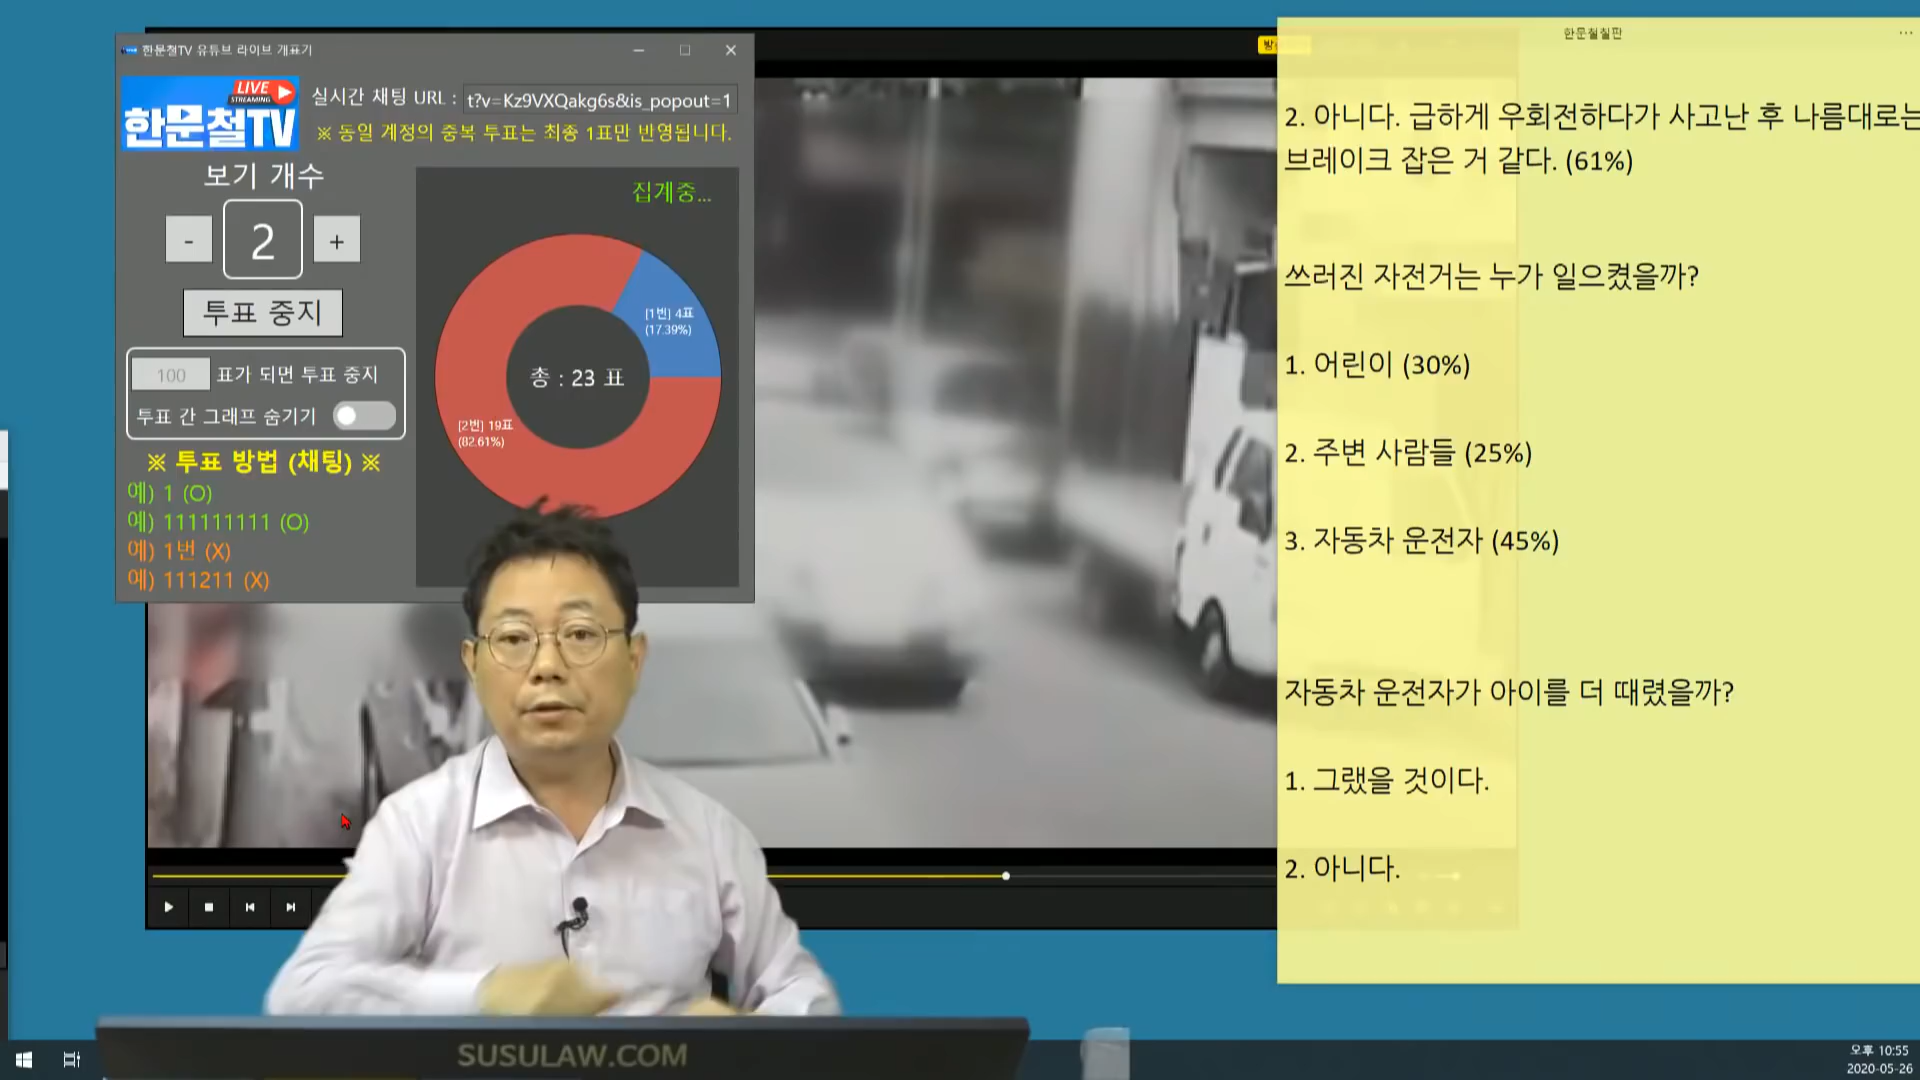 한문철TV 유튜브 라이브 개표기
LIVE
STREAMING
한문철TV
실시간 채팅 URL : t?v=Kz9VXQakg6s&is_popout=1
※ 동일 계정의 중복 투표는 최종 1표만 반영됩니다.
보기 개수
- 2 +
투표 중지
100 표가 되면 투표 중지
투표 간 그래프 숨기기
※ 투표 방법 (채팅) ※
예) 1 (O)
예) 111111111 (O)
예) 1번 (X)
예) 111211 (X)
집계중...
[1번] 4표
(17.39%)
총 : 23 표
[2번] 19표
(82.61%)
한문철칠판
2. 아니다. 급하게 우회전하다가 사고난 후 나름대로는
브레이크 잡은 거 같다. (61%)
쓰러진 자전거는 누가 일으켰을까?
1. 어린이 (30%)
2. 주변 사람들 (25%)
3. 자동차 운전자 (45%)
자동차 운전자가 아이를 더 때렸을까?
1. 그랬을 것이다.
2. 아니다.
SUSULAW.COM
오후 10:55
2020-05-26